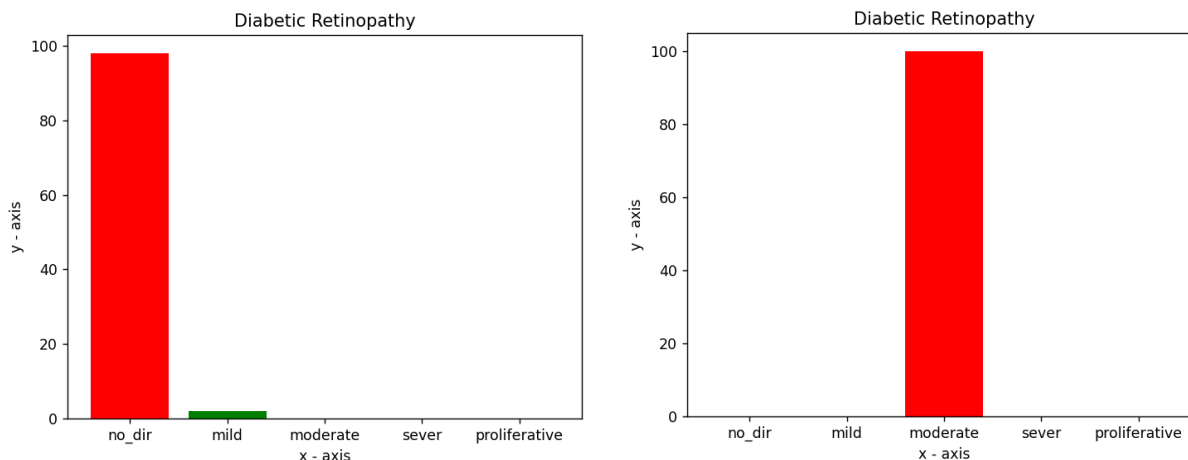 Diabetic Retinopathy
100
80
60
40
20
0
y - axis
no_dir mild moderate sever proliferative
x - axis
Diabetic Retinopathy
100
80
60
40
20
0
y - axis
no_dir mild moderate sever proliferative
x - axis